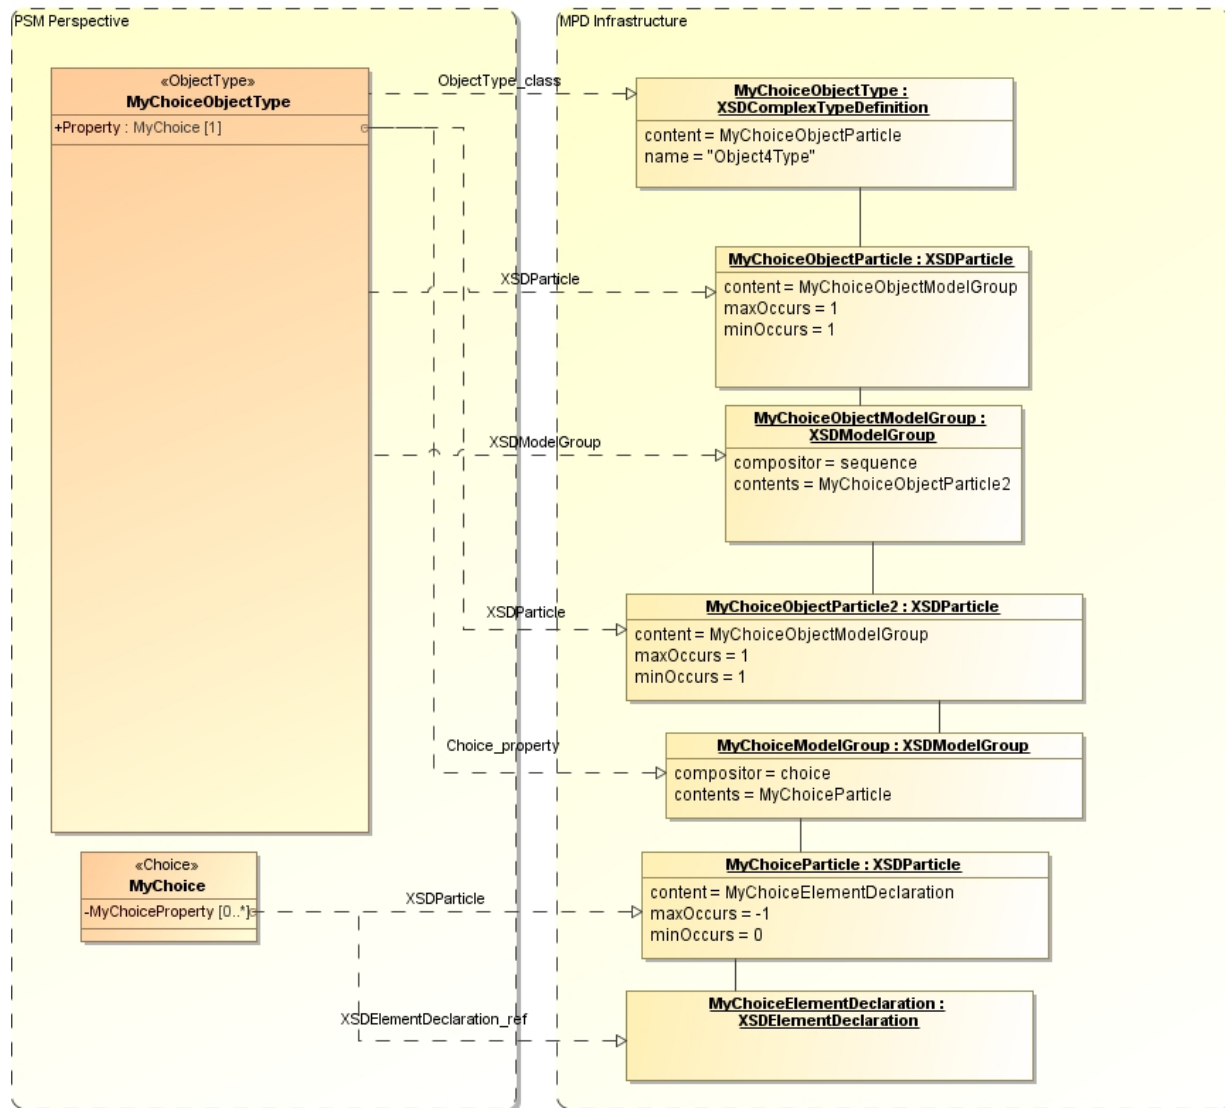 PSM Perspective
MPD Infrastructure
«ObjectType»
MyChoiceObjectType
+Property : MyChoice [1]
ObjectType_class
MyChoiceObjectType :
XSDComplexTypeDefinition
content = MyChoiceObjectParticle
name = "Object4Type"
XSDParticle
MyChoiceObjectParticle : XSDParticle
content = MyChoiceObjectModelGroup
maxOccurs = 1
minOccurs = 1
XSDModelGroup
MyChoiceObjectModelGroup :
XSDModelGroup
compositor = sequence
contents = MyChoiceObjectParticle2
XSDParticle
MyChoiceObjectParticle2 : XSDParticle
content = MyChoiceObjectModelGroup
maxOccurs = 1
minOccurs = 1
Choice_property
MyChoiceModelGroup : XSDModelGroup
compositor = choice
contents = MyChoiceParticle
«Choice»
MyChoice
-MyChoiceProperty [0..*]
XSDParticle
MyChoiceParticle : XSDParticle
content = MyChoiceElementDeclaration
maxOccurs = -1
minOccurs = 0
XSDElementDeclaration_ref
MyChoiceElementDeclaration :
XSDElementDeclaration